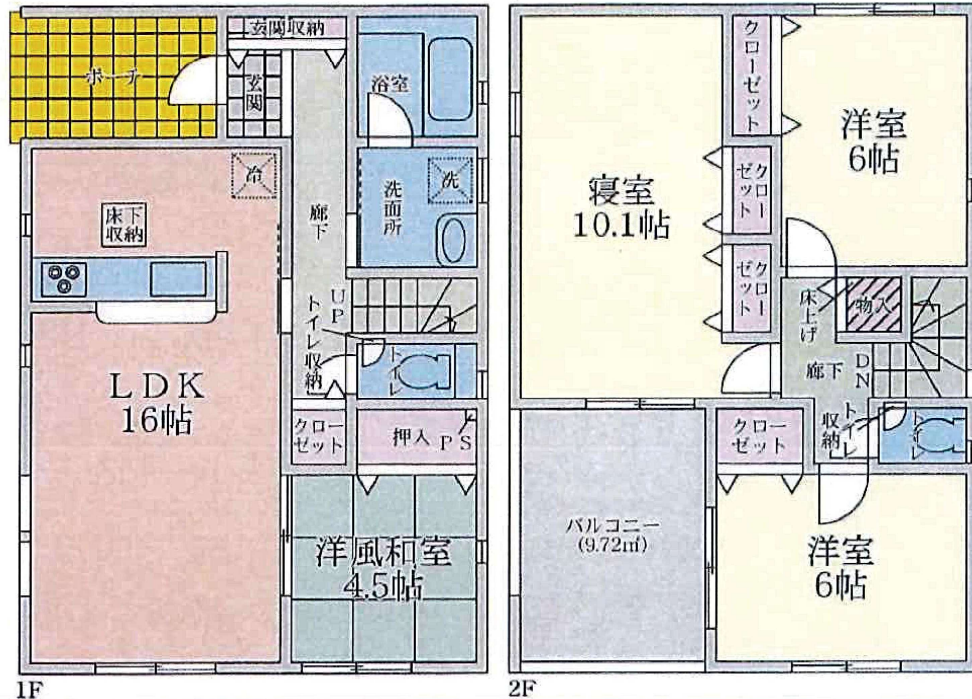 玄関収納
ポーチ
玄関
浴室
冷
洗面所
洗
床下
収納
廊下
UP
トイレ収納
トイレ
LDK
16帖
クロー
ゼット
押入
PS
洋風和室
4.5帖
1F
クローゼット
洋室
6帖
寝室
10.1帖
クロー
ゼット
クロー
ゼット
床上げ
物入
廊下
DN
トイレ
収納
トイレ
クロー
ゼット
バルコニー
(9.72㎡)
洋室
6帖
2F